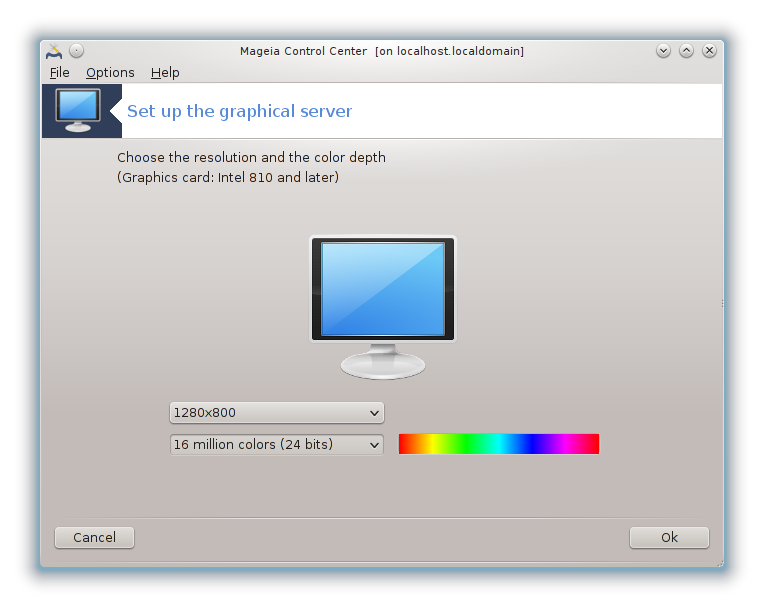 Mageia Control Center  [on localhost.localdomain]
File Options Help
Set up the graphical server
Choose the resolution and the color depth
(Graphics card: Intel 810 and later)
1280x800
16 million colors (24 bits)
Cancel Ok